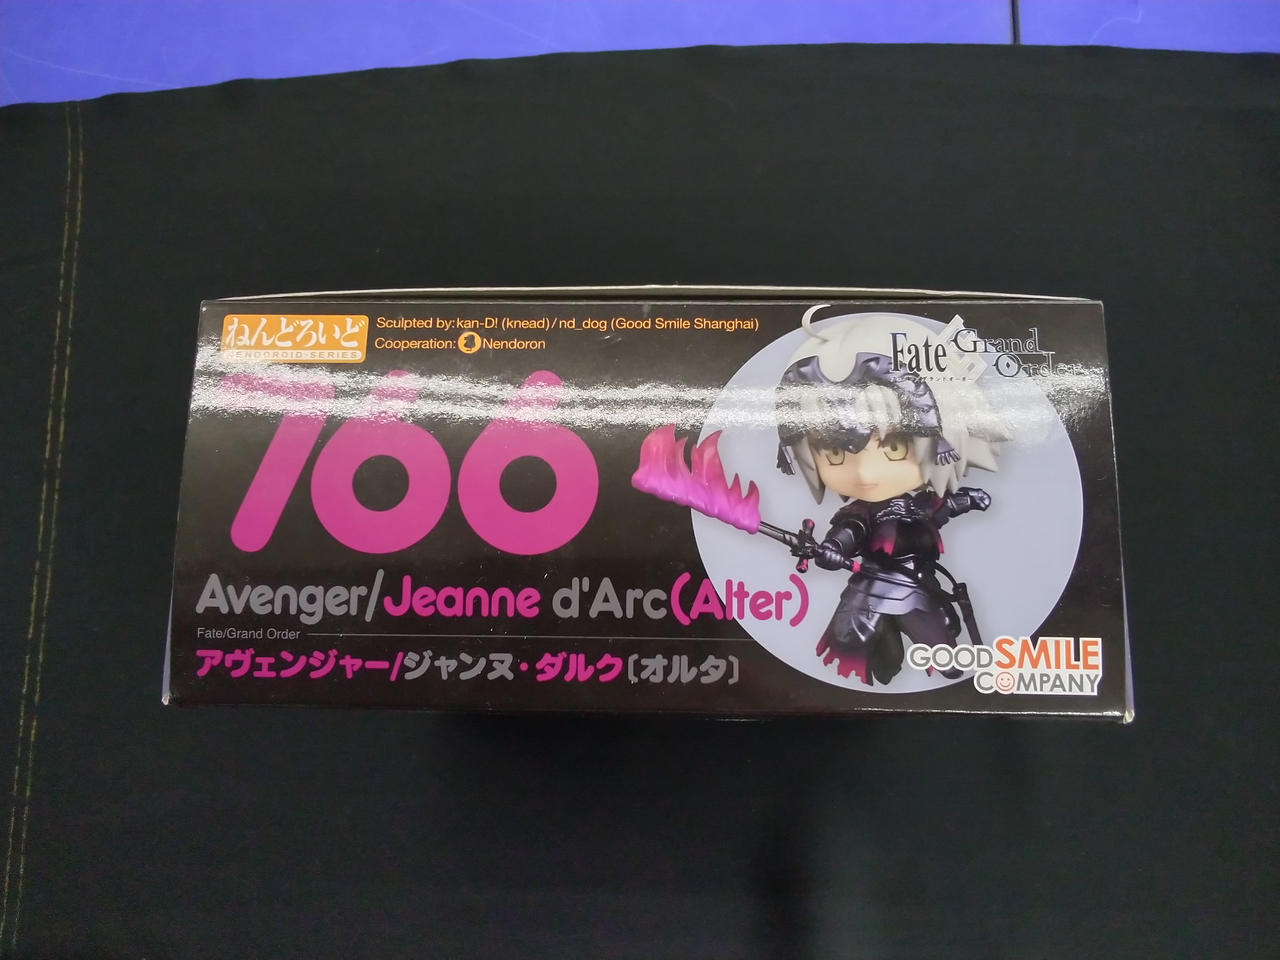 ねんどろいど
NENDOROID-SERIES
Sculpted by:kan-D! (knead)/nd_dog (Good Smile Shanghai)
Cooperation: Nendoron
Fate/Grand Order
766
Avenger/Jeanne d'Arc(Alter)
Fate/Grand Order
アヴェンジャー/ジャンヌ・ダルク〔オルタ〕
GOOD SMILE
COMPANY